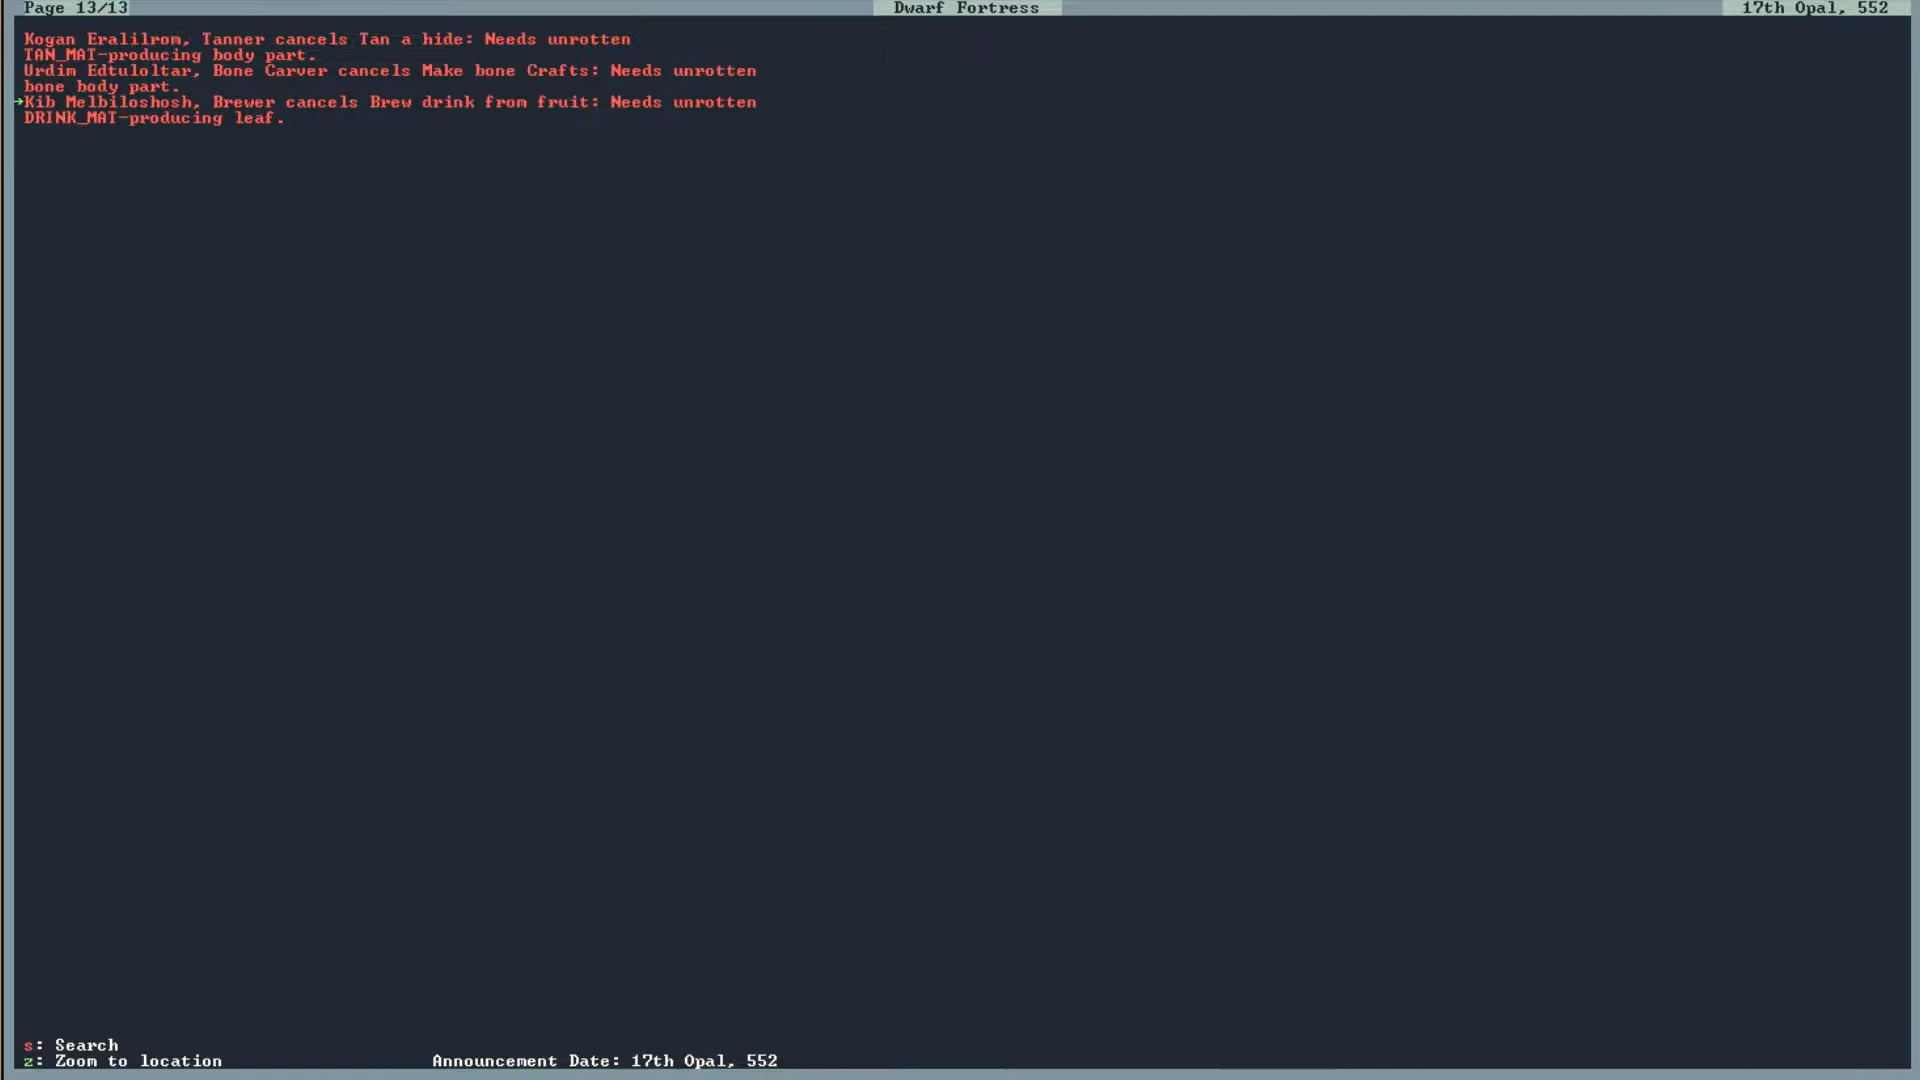 Page 13/13 Dwarf Fortress 17th Opal, 552
Kogan Eralilrom, Tanner cancels Tan a hide: Needs unrotten
TAN_MAT-producing body part.
Urdim Edtuloltar, Bone Carver cancels Make bone Crafts: Needs unrotten
bone body part.
Kib Melbiloshosh, Brewer cancels Brew drink from fruit: Needs unrotten
DRINK_MAT-producing leaf.
s: Search
z: Zoom to location Announcement Date: 17th Opal, 552